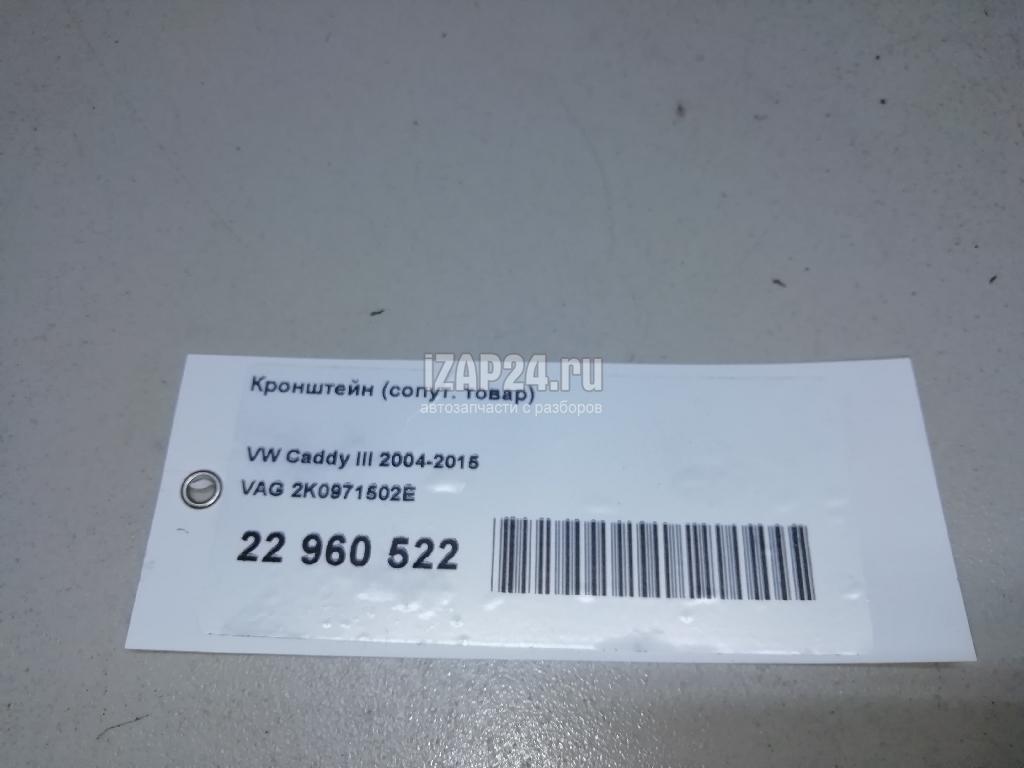 iZAP24.ru
Кронштейн (сопут. товар)
автозапчасти с разборов
VW Caddy III 2004-2015
VAG 2K0971502E
22 960 522